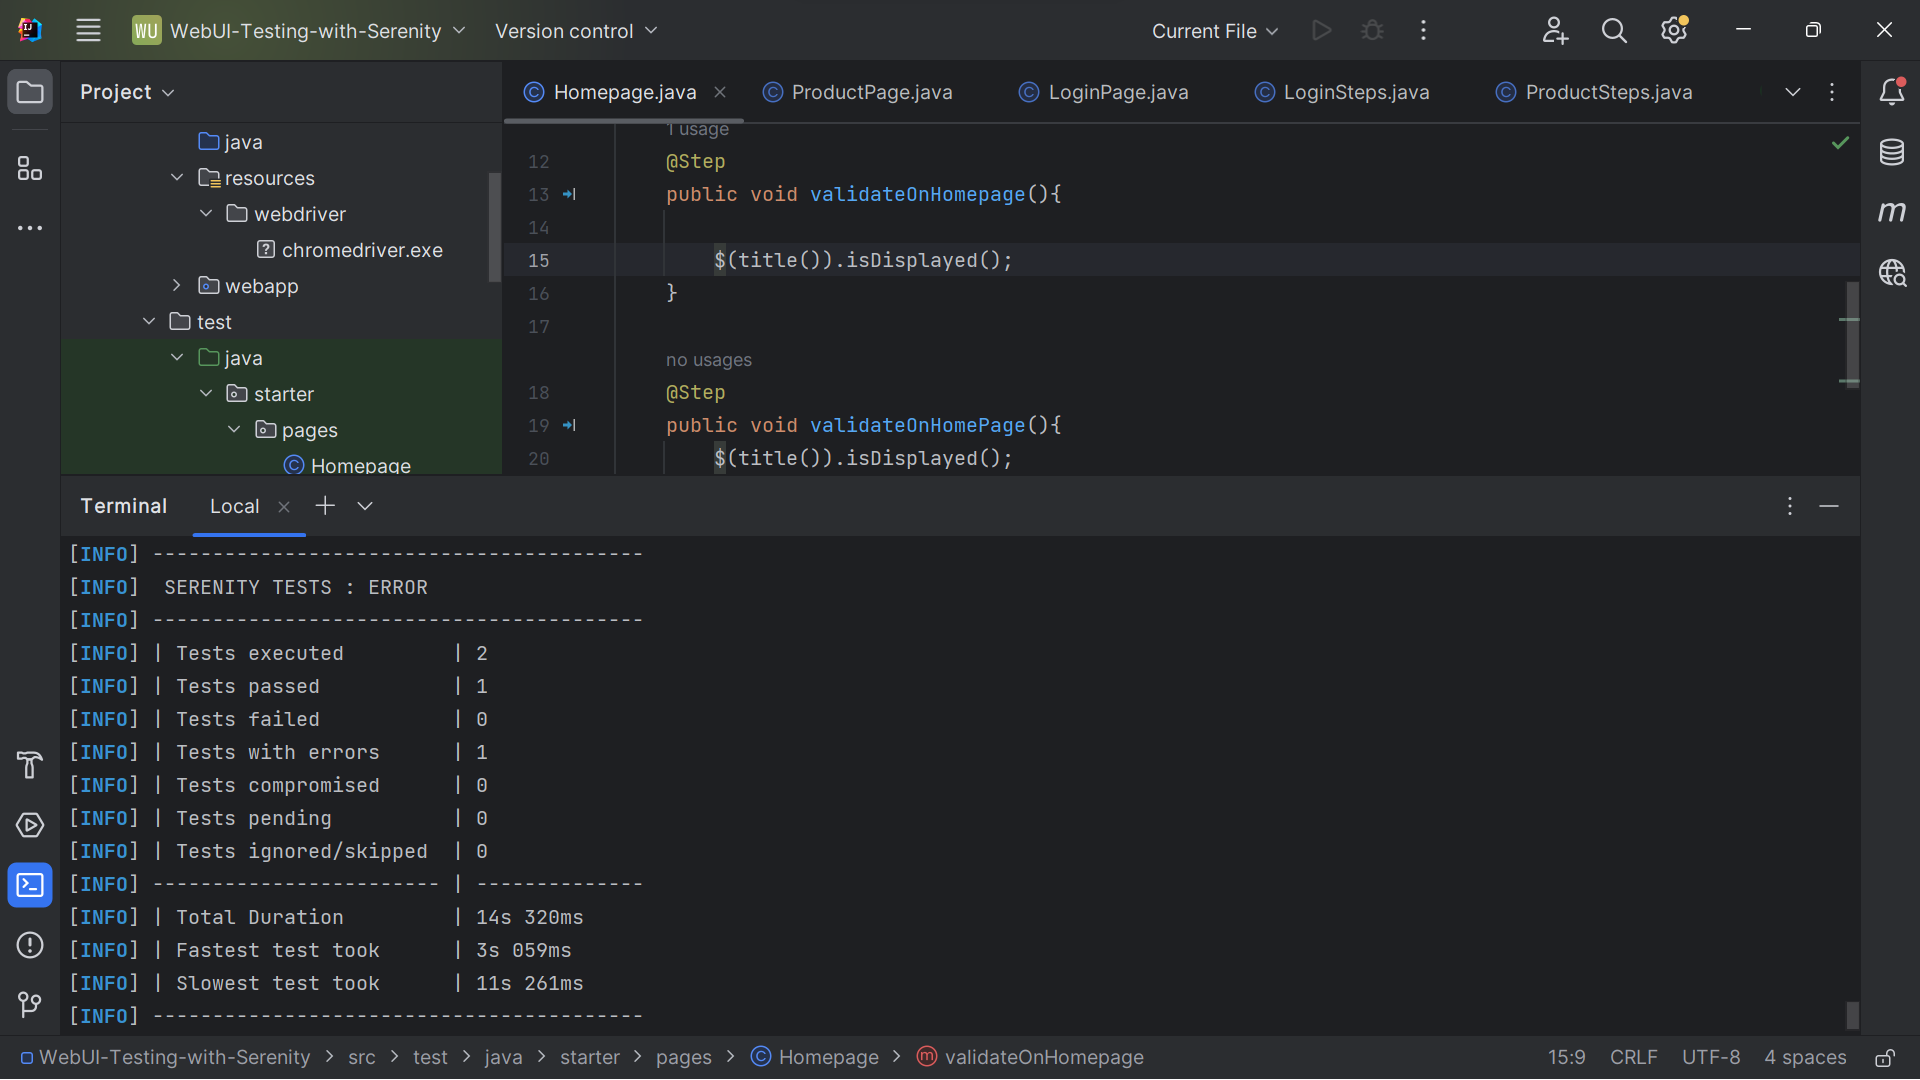 WU WebUI-Testing-with-Serenity Version control Current File
Project
Homepage.java ProductPage.java LoginPage.java LoginSteps.java ProductSteps.java
java
resources
webdriver
chromedriver.exe
webapp
test
java
starter
pages
Homepage
1 usage
12 @Step
13 public void validateOnHomepage(){
14
15 $(title()).isDisplayed();
16 }
17
no usages
18 @Step
19 public void validateOnHomePage(){
20 $(title()).isDisplayed();
Terminal Local
[INFO] -----------------------------------------
[INFO] SERENITY TESTS : ERROR
[INFO] -----------------------------------------
[INFO] | Tests executed | 2
[INFO] | Tests passed | 1
[INFO] | Tests failed | 0
[INFO] | Tests with errors | 1
[INFO] | Tests compromised | 0
[INFO] | Tests pending | 0
[INFO] | Tests ignored/skipped | 0
[INFO] ------------------------ | --------------
[INFO] | Total Duration | 14s 320ms
[INFO] | Fastest test took | 3s 059ms
[INFO] | Slowest test took | 11s 261ms
[INFO] -----------------------------------------
WebUI-Testing-with-Serenity > src > test > java > starter > pages > Homepage > validateOnHomepage 15:9 CRLF UTF-8 4 spaces